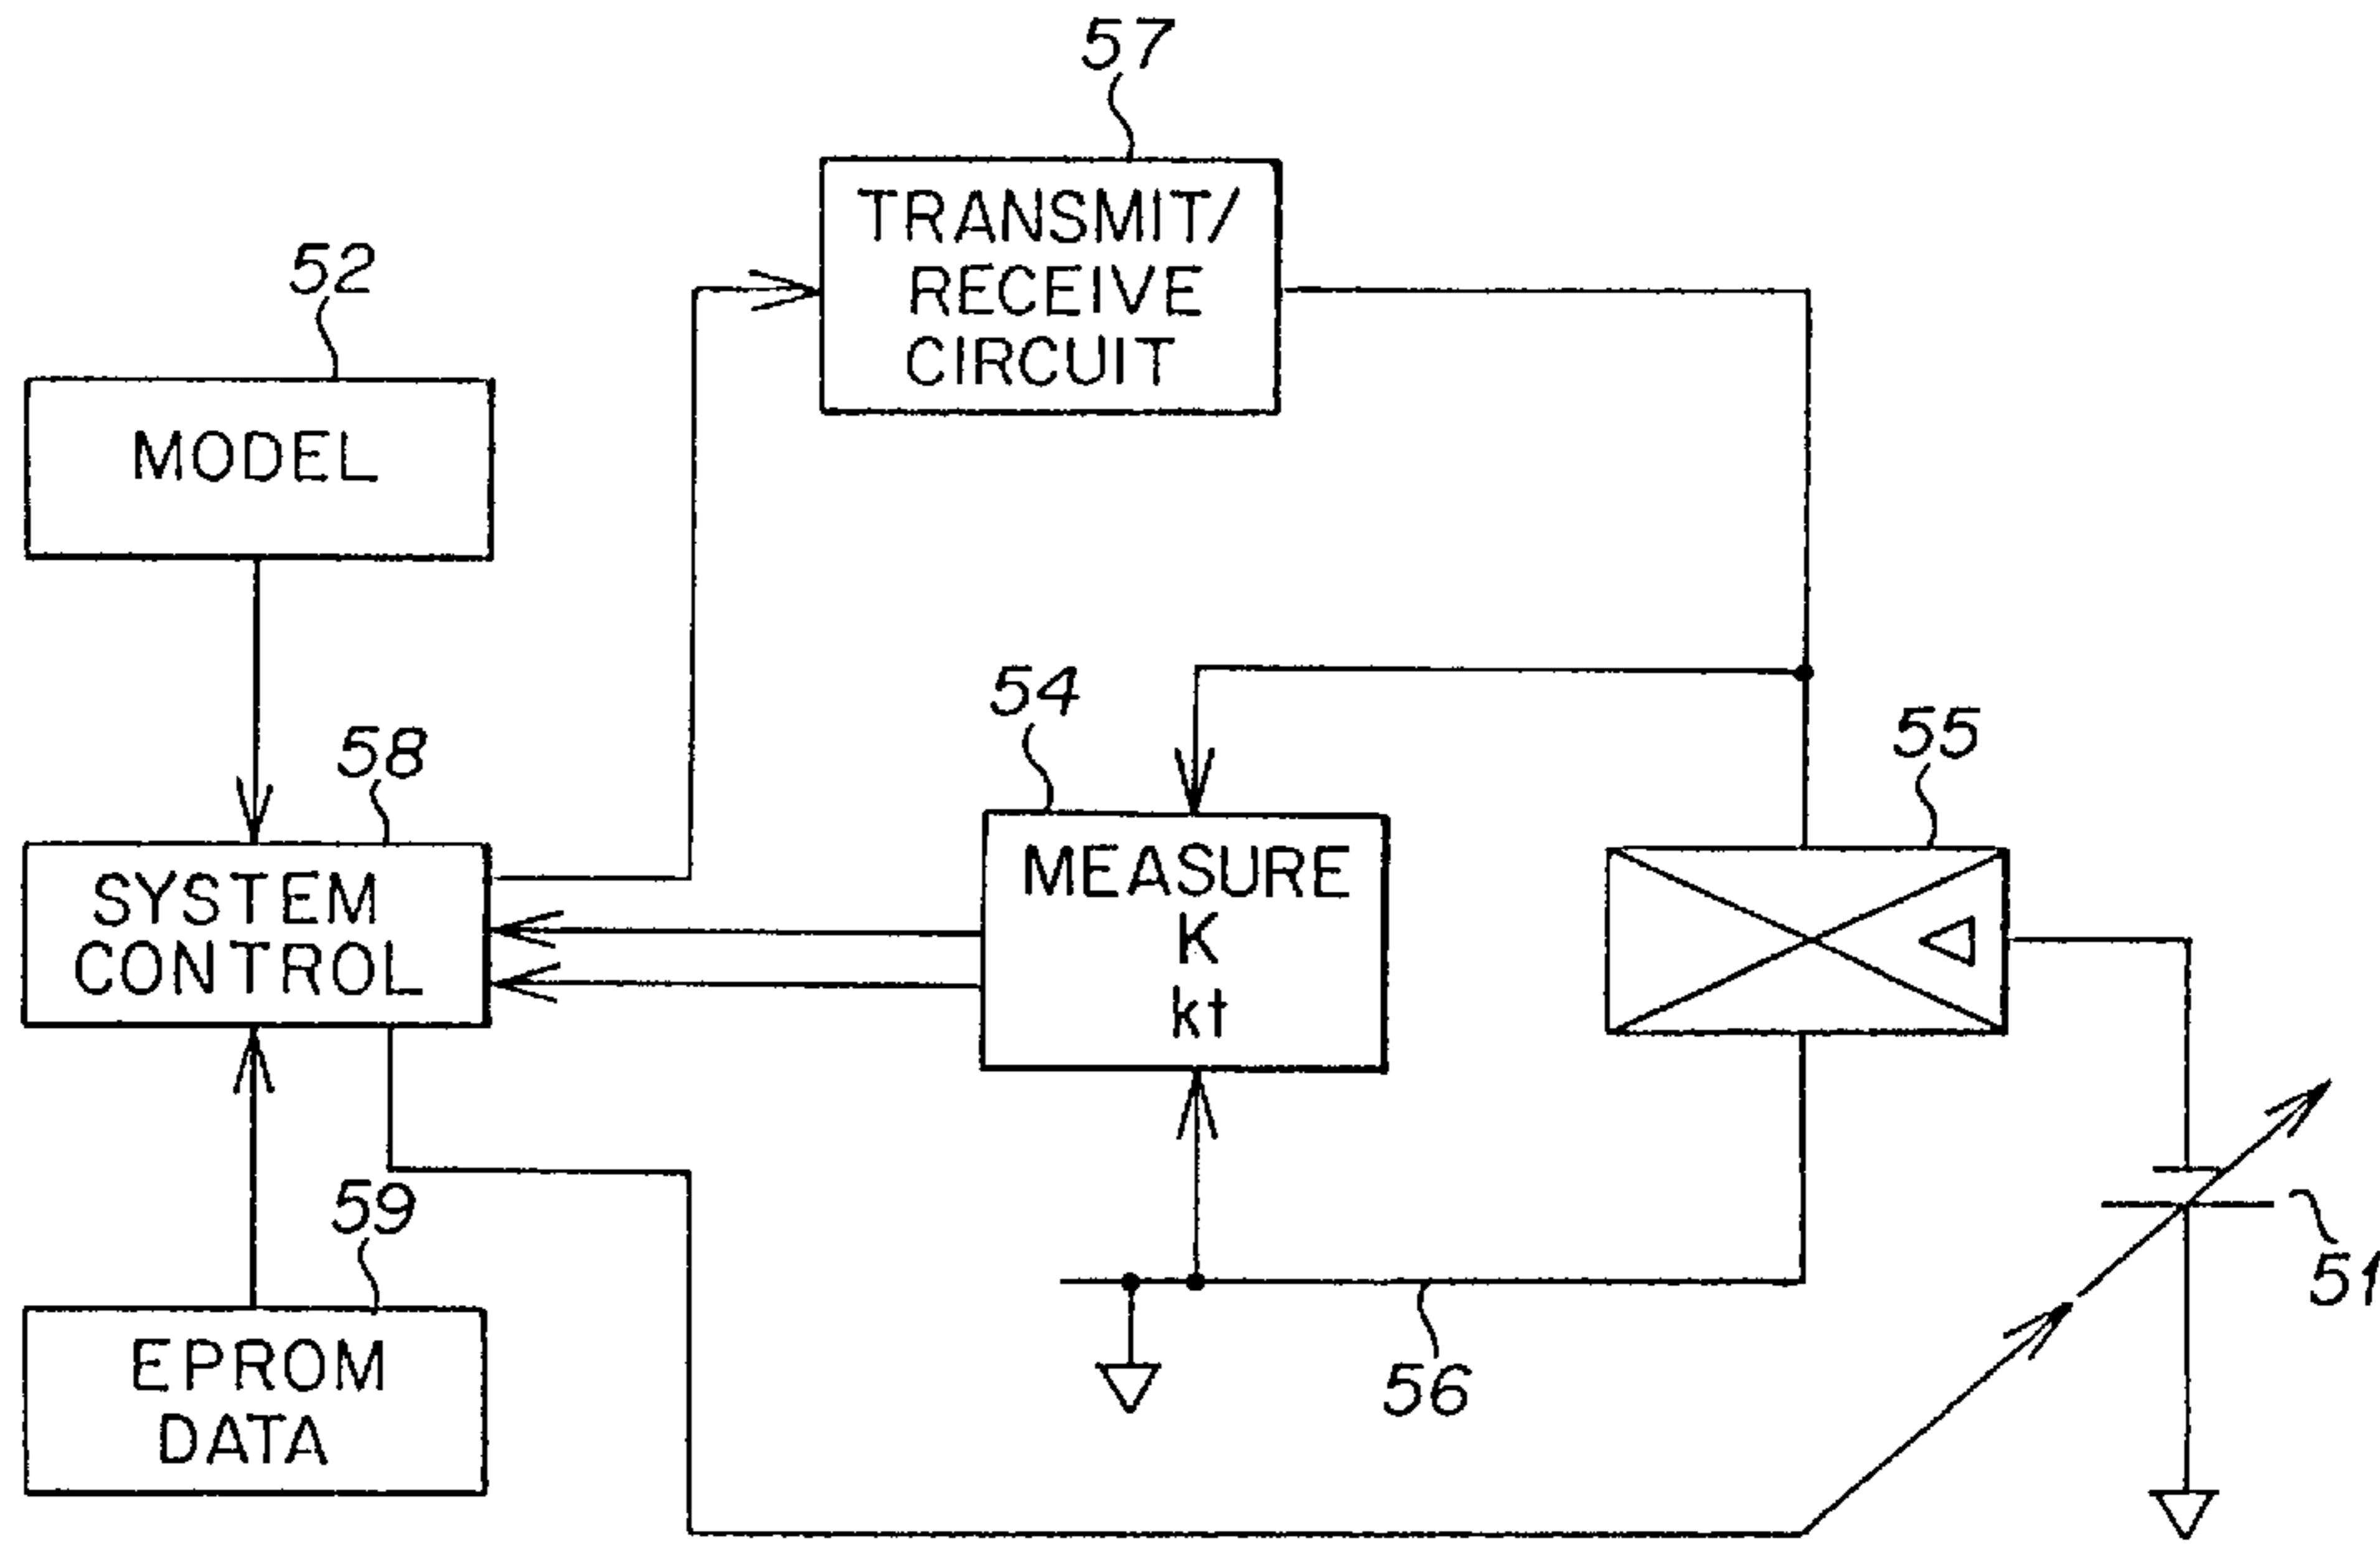 57
TRANSMIT/
RECEIVE
CIRCUIT
52
MODEL
54
MEASURE
K
kt
55
58
SYSTEM
CONTROL
59
EPROM
DATA
56
51